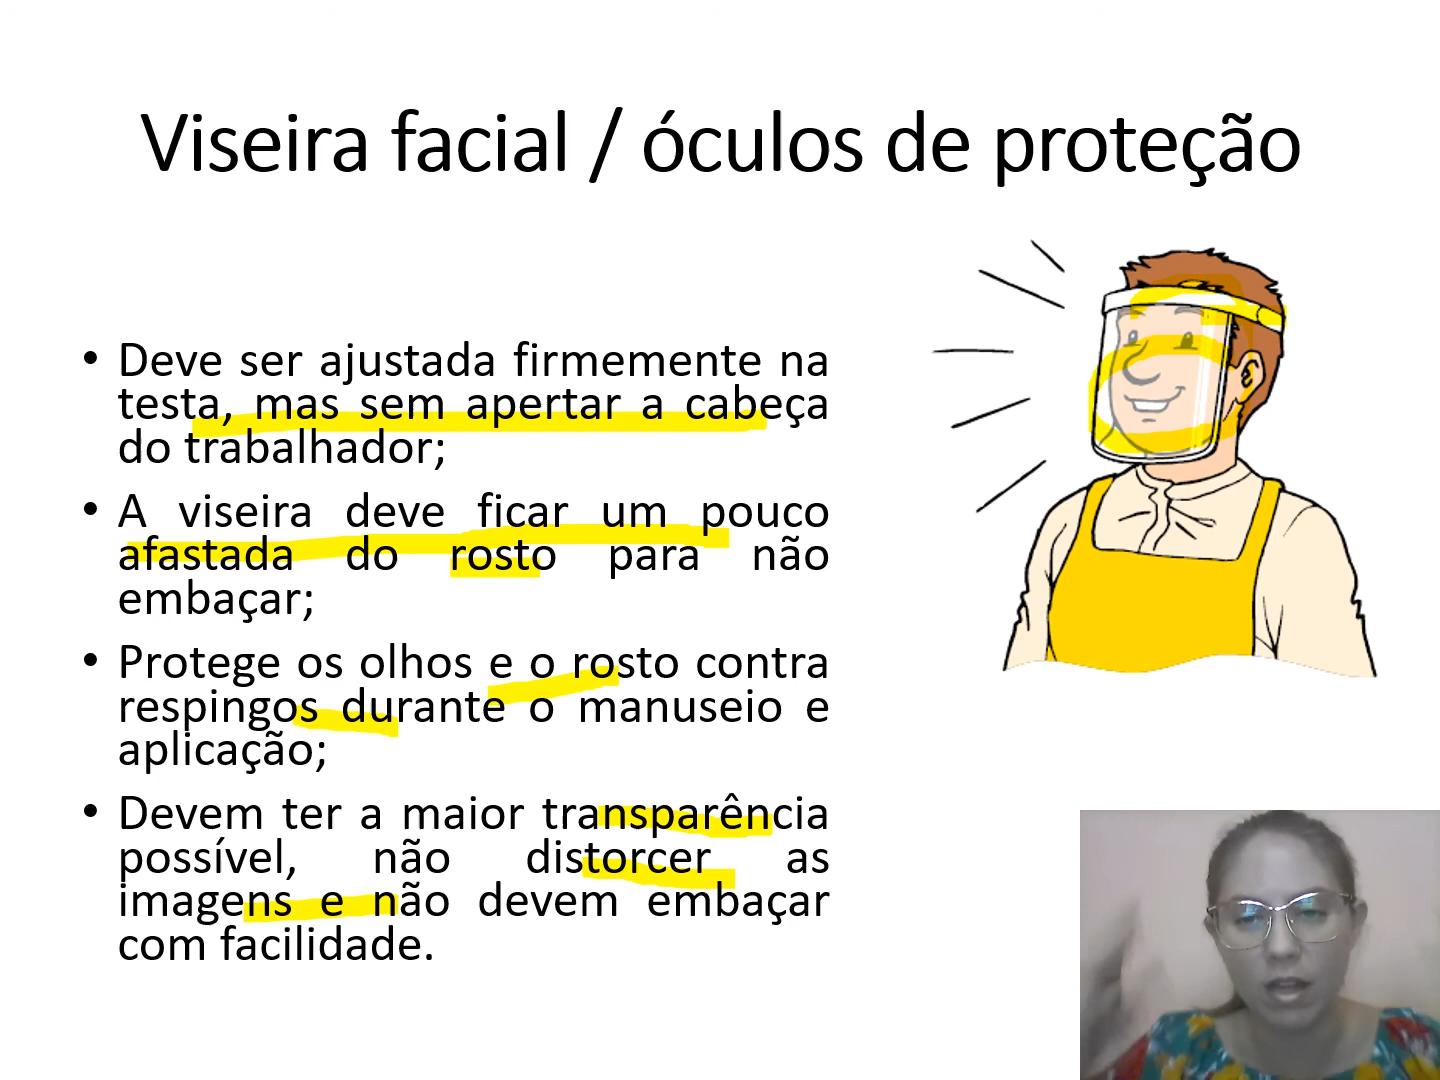 Viseira facial / óculos de proteção
• Deve ser ajustada firmemente na
testa, mas sem apertar a cabeça
do trabalhador;
• A viseira deve ficar um pouco
afastada do rosto para não
embaçar;
• Protege os olhos e o rosto contra
respingos durante o manuseio e
aplicação;
• Devem ter a maior transparência
possível, não distorcer as
imagens e não devem embaçar
com facilidade.